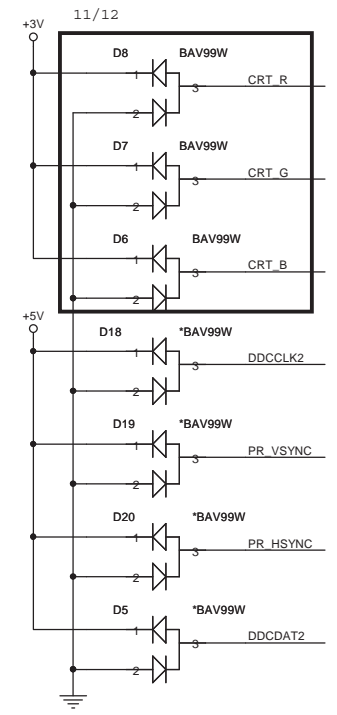 11/12
+3V
D8 BAV99W
1
3 CRT_R
2
D7 BAV99W
1
3 CRT_G
2
D6 BAV99W
1
3 CRT_B
2
+5V
D18 *BAV99W
1
3 DDCCLK2
2
D19 *BAV99W
1
3 PR_VSYNC
2
D20 *BAV99W
1
3 PR_HSYNC
2
D5 *BAV99W
1
3 DDCDAT2
2